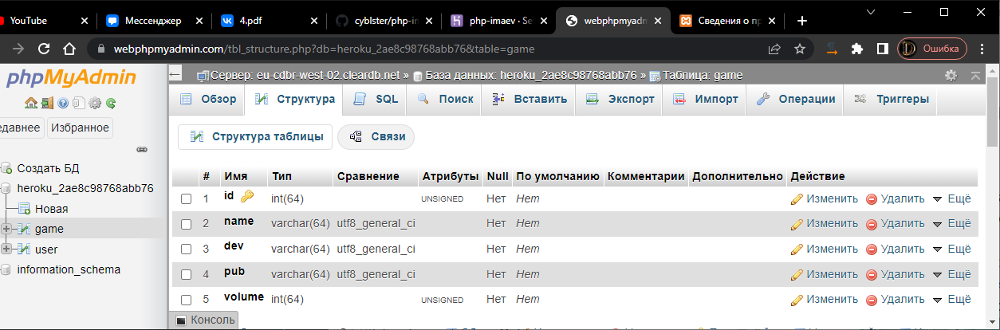 YouTube Мессенджер 4.pdf cyblster/php-in php-imaev · Se webphpmyadm Сведения о п
webphpmyadmin.com/tbl_structure.php?db=heroku_2ae8c98768abb76&table=game Ошибка
phpMyAdmin
едавнее Избранное
Создать БД
heroku_2ae8c98768abb76
Новая
game
user
information_schema
Сервер: eu-cdbr-west-02.cleardb.net » База данных: heroku_2ae8c98768abb76 » Таблица: game
Обзор Структура SQL Поиск Вставить Экспорт Импорт Операции Триггеры
Структура таблицы Связи
# Имя Тип Сравнение Атрибуты Null По умолчанию Комментарии Дополнительно Действие
1 id int(64) UNSIGNED Нет Нет Изменить Удалить Ещё
2 name varchar(64) utf8_general_ci Нет Нет Изменить Удалить Ещё
3 dev varchar(64) utf8_general_ci Нет Нет Изменить Удалить Ещё
4 pub varchar(64) utf8_general_ci Нет Нет Изменить Удалить Ещё
5 volume int(64) UNSIGNED Нет Нет Изменить Удалить Ещё
Консоль